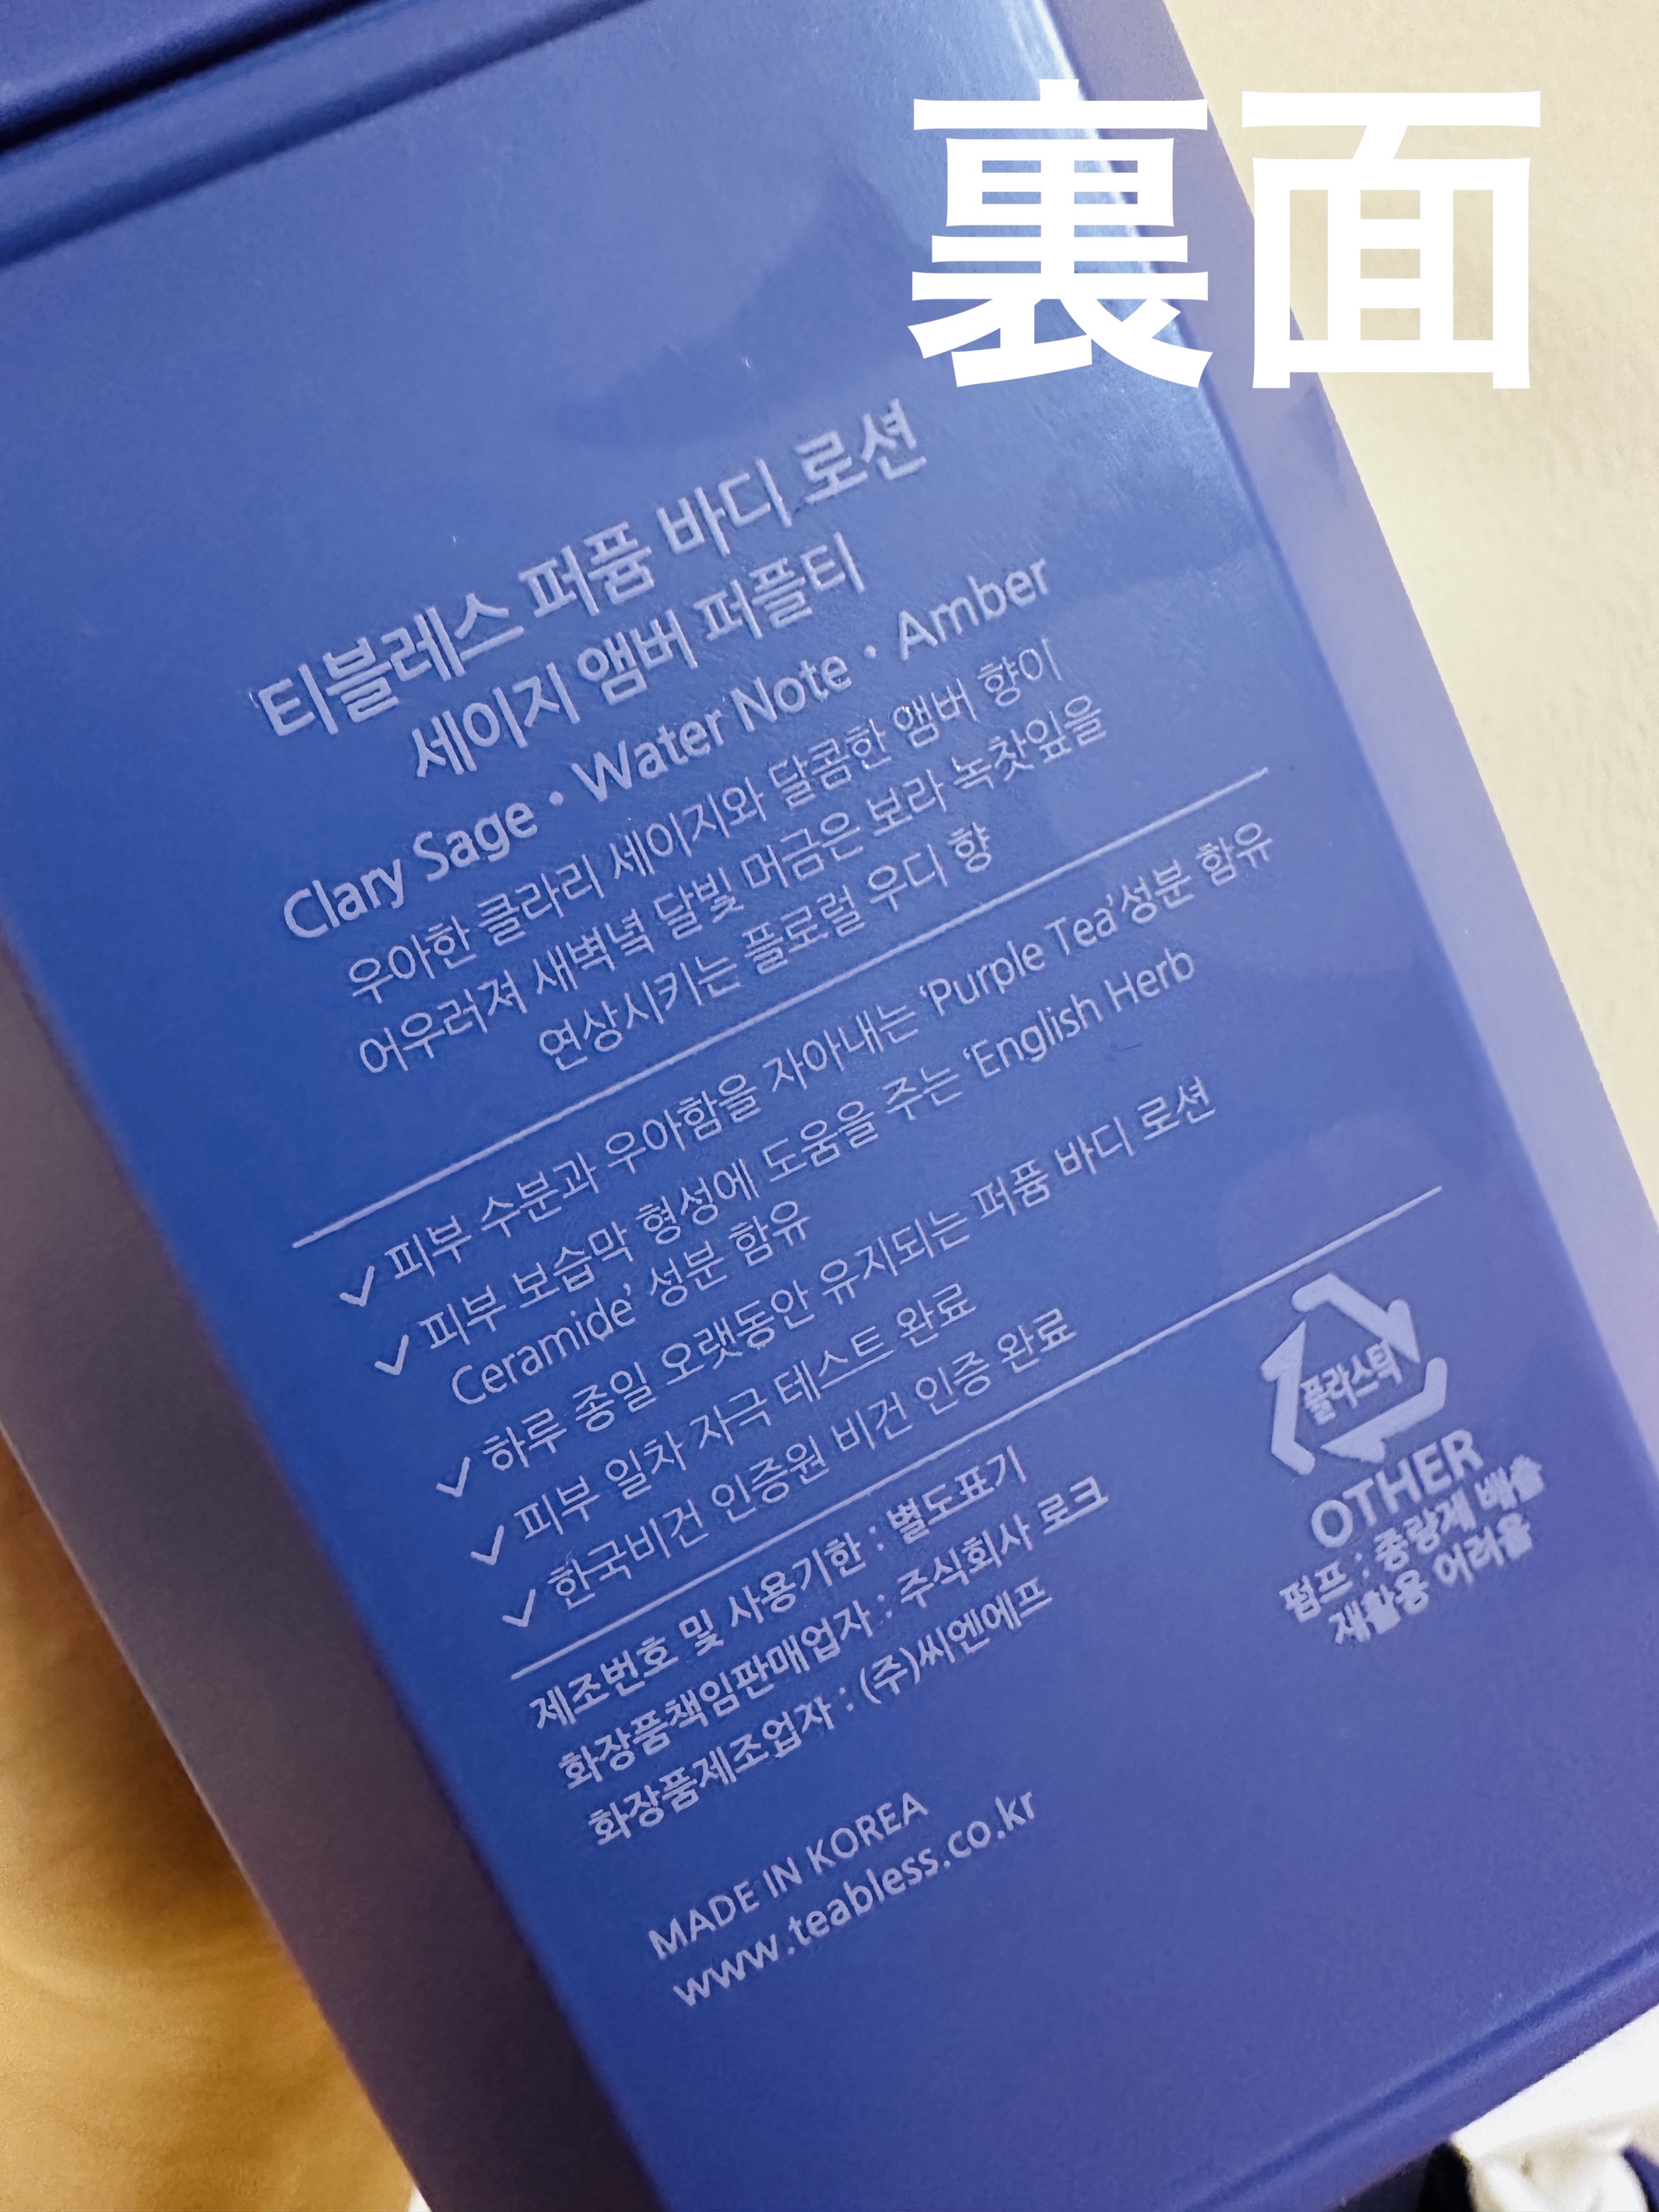 裏面
티블레스 퍼퓸 바디 로션
세이지 앰버 퍼플티
Clary Sage • Water Note • Amber
우아한 클라리 세이지와 달콤한 앰버 향이
어우러져 새벽녘 달빛 머금은 보라 녹찻잎을
연상시키는 플로럴 우디 향
✓ 피부 수분과 우아함을 자아내는 ‘Purple Tea’성분 함유
✓ 피부 보습막 형성에 도움을 주는 ‘English Herb
Ceramide’ 성분 함유
✓ 하루 종일 오랫동안 유지되는 퍼퓸 바디 로션
✓ 피부 일차 자극 테스트 완료
✓ 한국비건 인증원 비건 인증 완료
제조번호 및 사용기한 : 별도표기
화장품책임판매업자 : 주식회사 로크
화장품제조업자 : (주)씨엔에프
플라스틱
OTHER
펌프 : 종량제 배출
재활용 어려움
MADE IN KOREA
www.teabless.co.kr